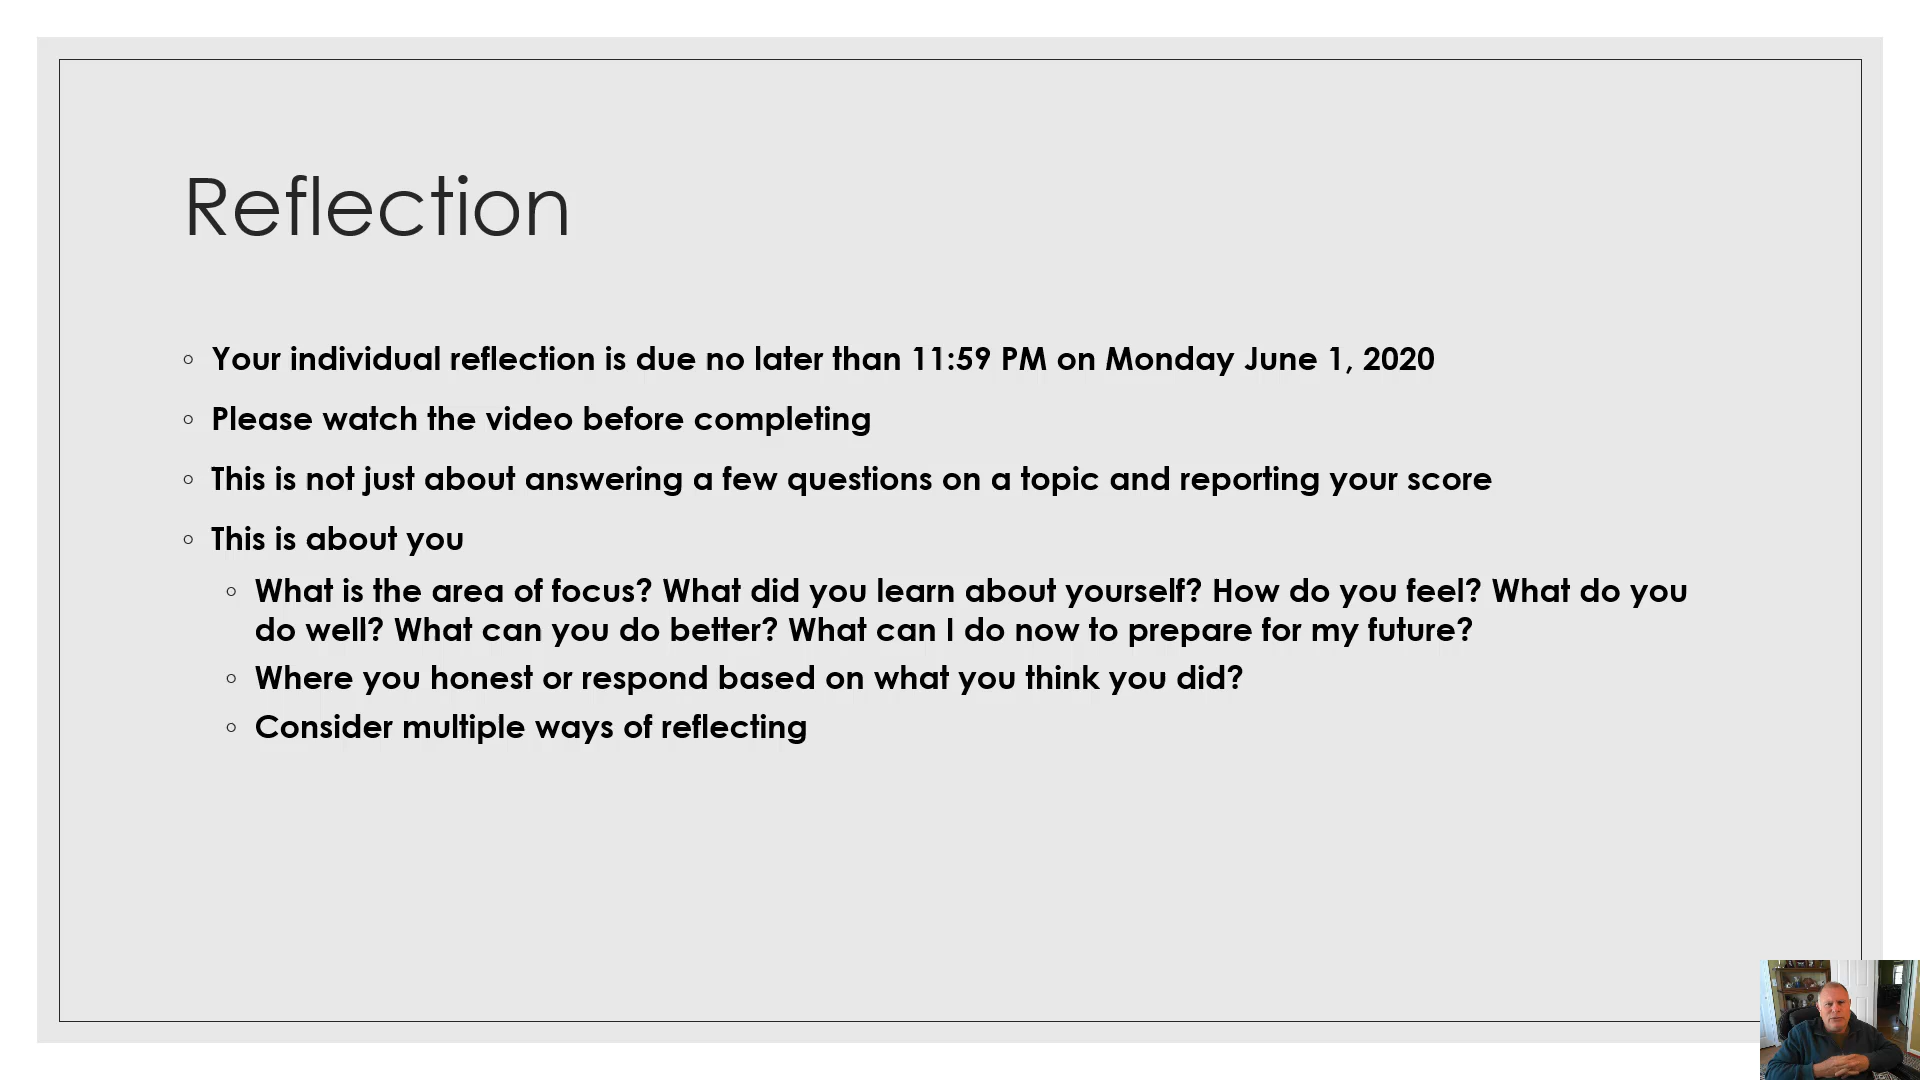 Reflection
◦ Your individual reflection is due no later than 11:59 PM on Monday June 1, 2020
◦ Please watch the video before completing
◦ This is not just about answering a few questions on a topic and reporting your score
◦ This is about you
◦ What is the area of focus? What did you learn about yourself? How do you feel? What do you
do well? What can you do better? What can I do now to prepare for my future?
◦ Where you honest or respond based on what you think you did?
◦ Consider multiple ways of reflecting